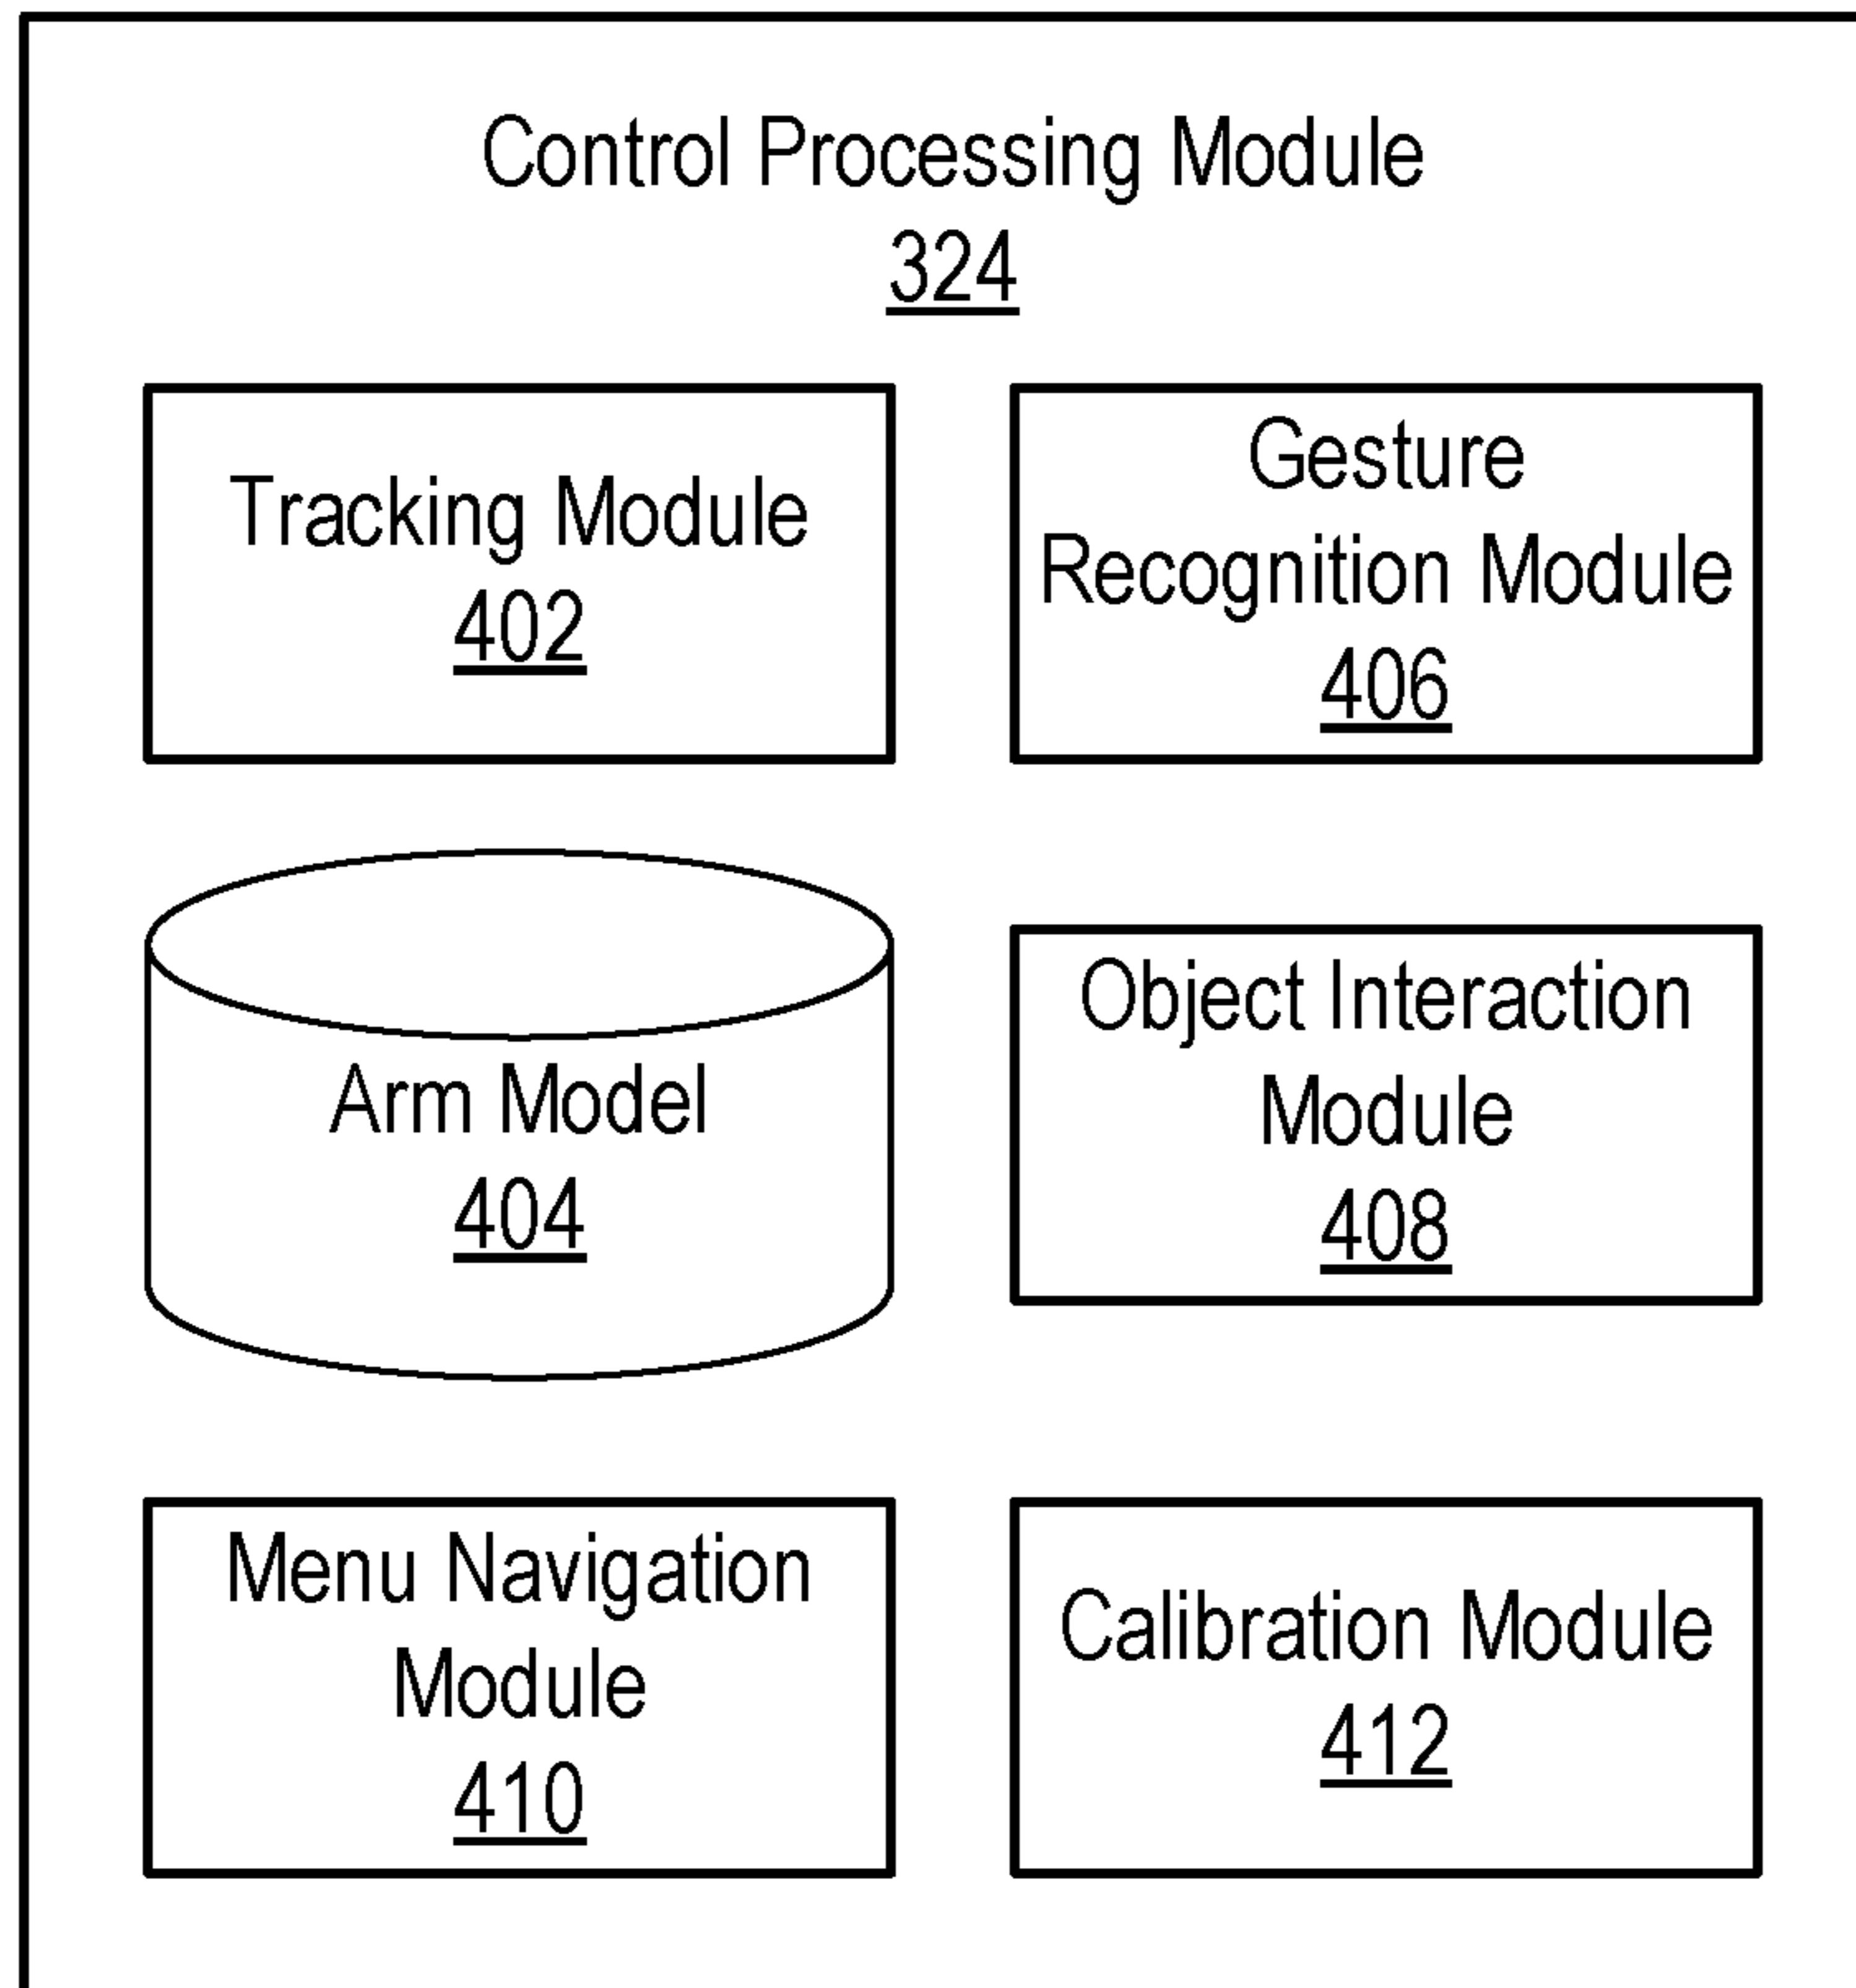 Control Processing Module
324
Tracking Module
402
Gesture
Recognition Module
406
Arm Model
404
Object Interaction
Module
408
Menu Navigation
Module
410
Calibration Module
412